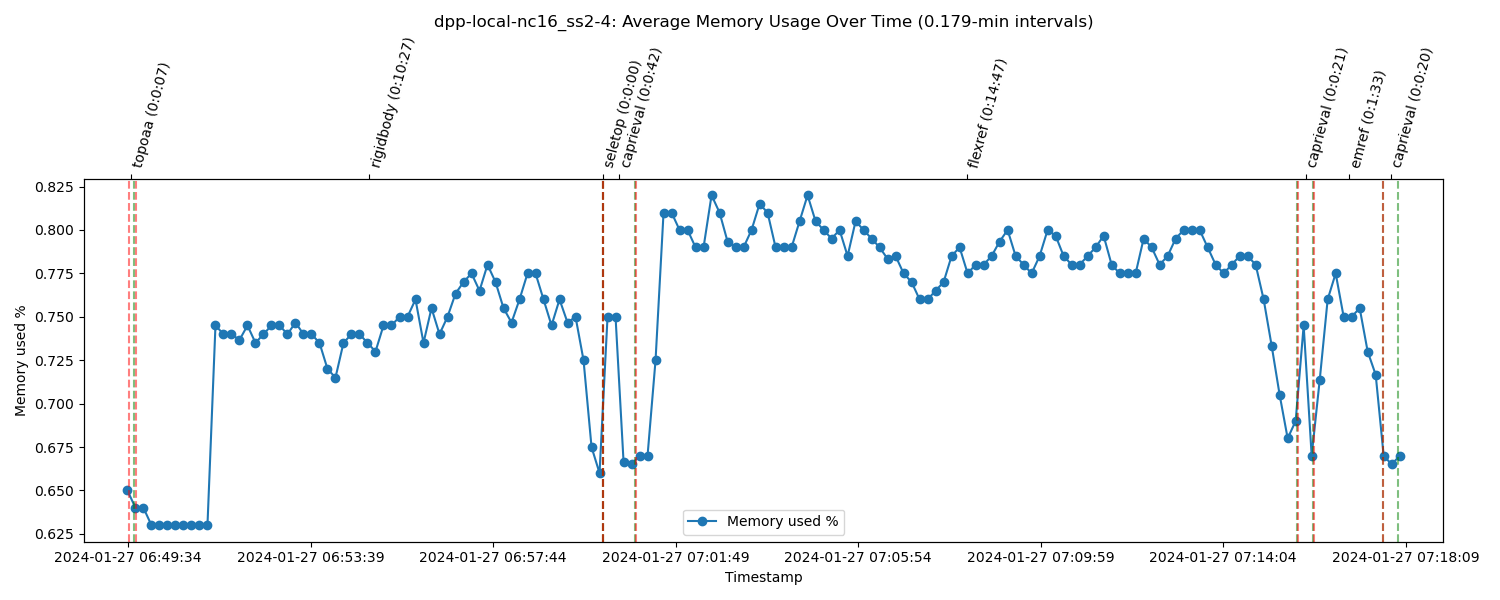 dpp-local-nc16_ss2-4: Average Memory Usage Over Time (0.179-min intervals)
topoaa (0:0:07)
rigidbody (0:10:27)
seletop (0:0:00)
caprieval (0:0:42)
flexref (0:14:47)
caprieval (0:0:21)
emref (0:1:33)
caprieval (0:0:20)
Memory used %
0.825
0.800
0.775
0.750
0.725
0.700
0.675
0.650
0.625
Memory used %
2024-01-27 06:49:34
2024-01-27 06:53:39
2024-01-27 06:57:44
2024-01-27 07:01:49
2024-01-27 07:05:54
2024-01-27 07:09:59
2024-01-27 07:14:04
2024-01-27 07:18:09
Timestamp